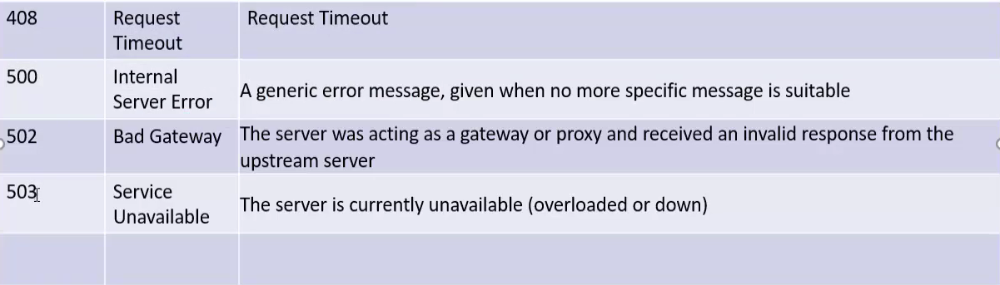 408 Request Request Timeout
Timeout
500 Internal
Server Error
A generic error message, given when no more specific message is suitable
502 Bad Gateway The server was acting as a gateway or proxy and received an invalid response from the
upstream server
503 Service
Unavailable
The server is currently unavailable (overloaded or down)